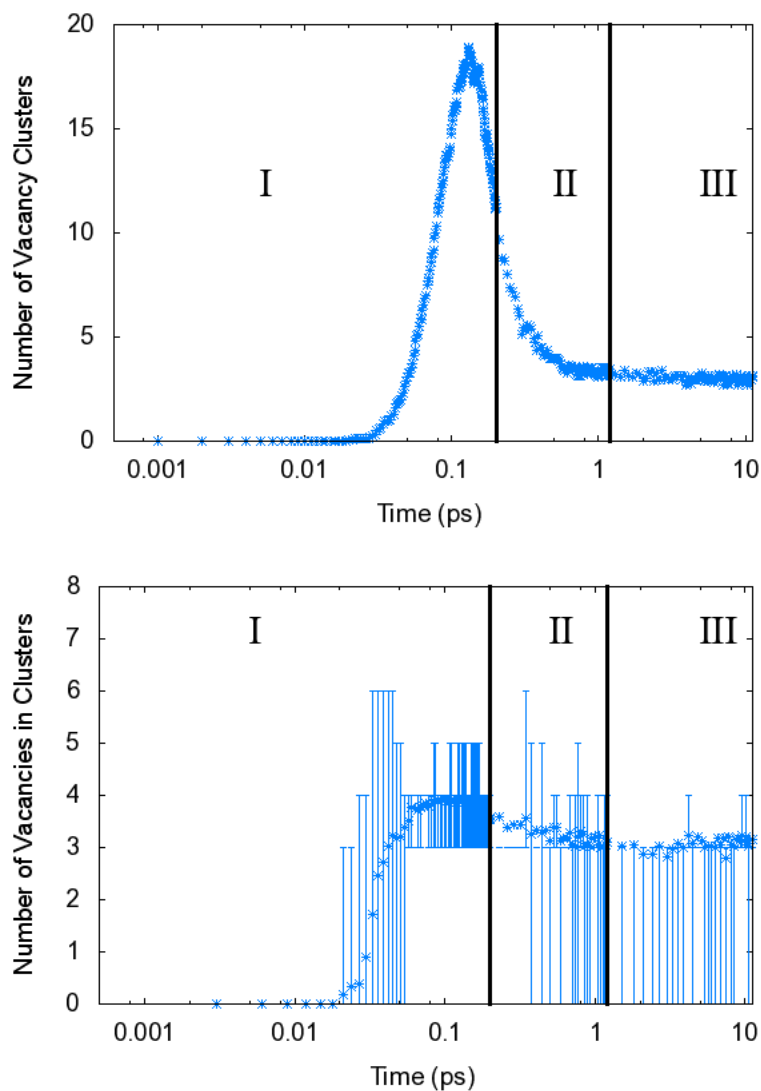 Number of Vacancy Clusters
20
15
10
5
0
I
II
III
0.001
0.01
0.1
1
10
Time (ps)
Number of Vacancies in Clusters
8
7
6
5
4
3
2
1
0
I
II
III
0.001
0.01
0.1
1
10
Time (ps)